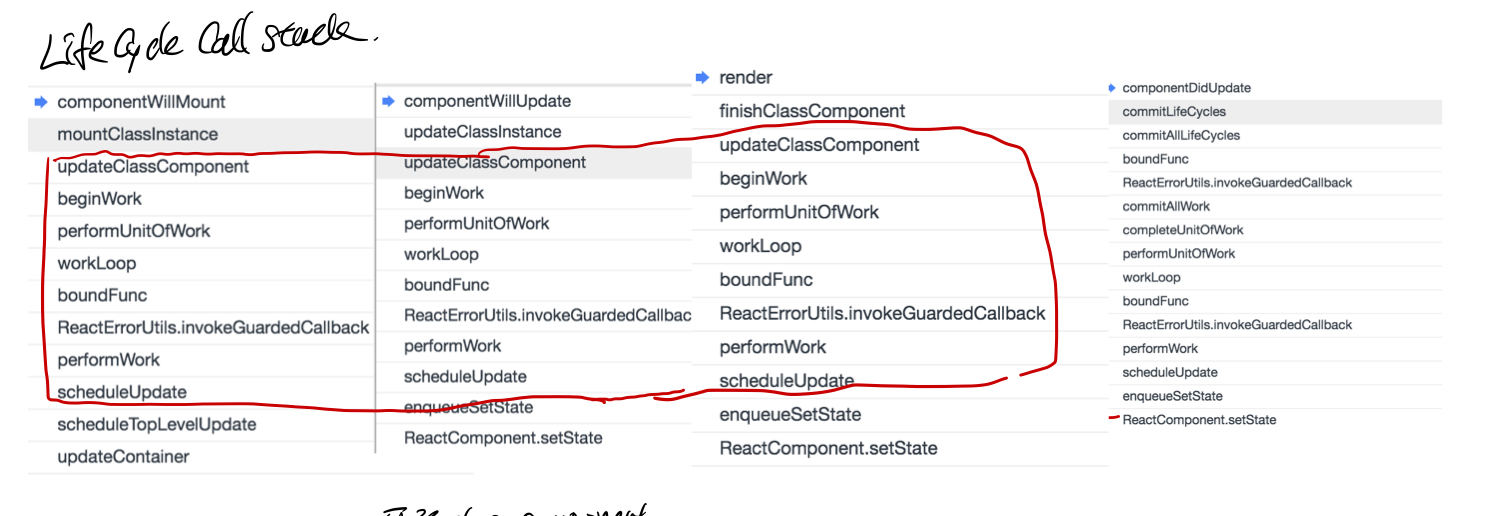 Life Cycle Call Stack.
componentWillMount
mountClassInstance
updateClassComponent
beginWork
performUnitOfWork
workLoop
boundFunc
ReactErrorUtils.invokeGuardedCallback
performWork
scheduleUpdate
scheduleTopLevelUpdate
updateContainer
componentWillUpdate
updateClassInstance
updateClassComponent
beginWork
performUnitOfWork
workLoop
boundFunc
ReactErrorUtils.invokeGuardedCallbac
performWork
scheduleUpdate
enqueueSetState
ReactComponent.setState
render
finishClassComponent
updateClassComponent
beginWork
performUnitOfWork
workLoop
boundFunc
ReactErrorUtils.invokeGuardedCallback
performWork
scheduleUpdate
enqueueSetState
ReactComponent.setState
componentDidUpdate
commitLifeCycles
commitAllLifeCycles
boundFunc
ReactErrorUtils.invokeGuardedCallback
commitAllWork
completeUnitOfWork
performUnitOfWork
workLoop
boundFunc
ReactErrorUtils.invokeGuardedCallback
performWork
scheduleUpdate
enqueueSetState
ReactComponent.setState